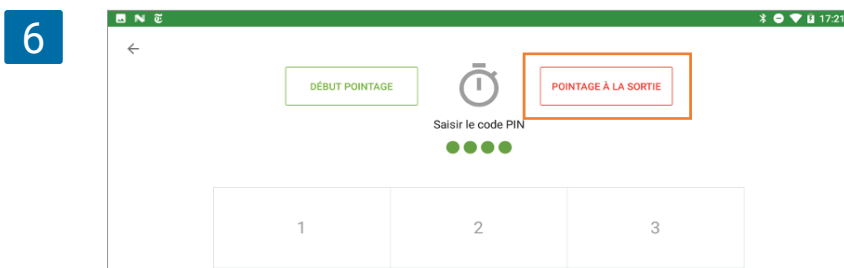 6
17:21
DÉBUT POINTAGE
POINTAGE À LA SORTIE
Saisir le code PIN
1
2
3